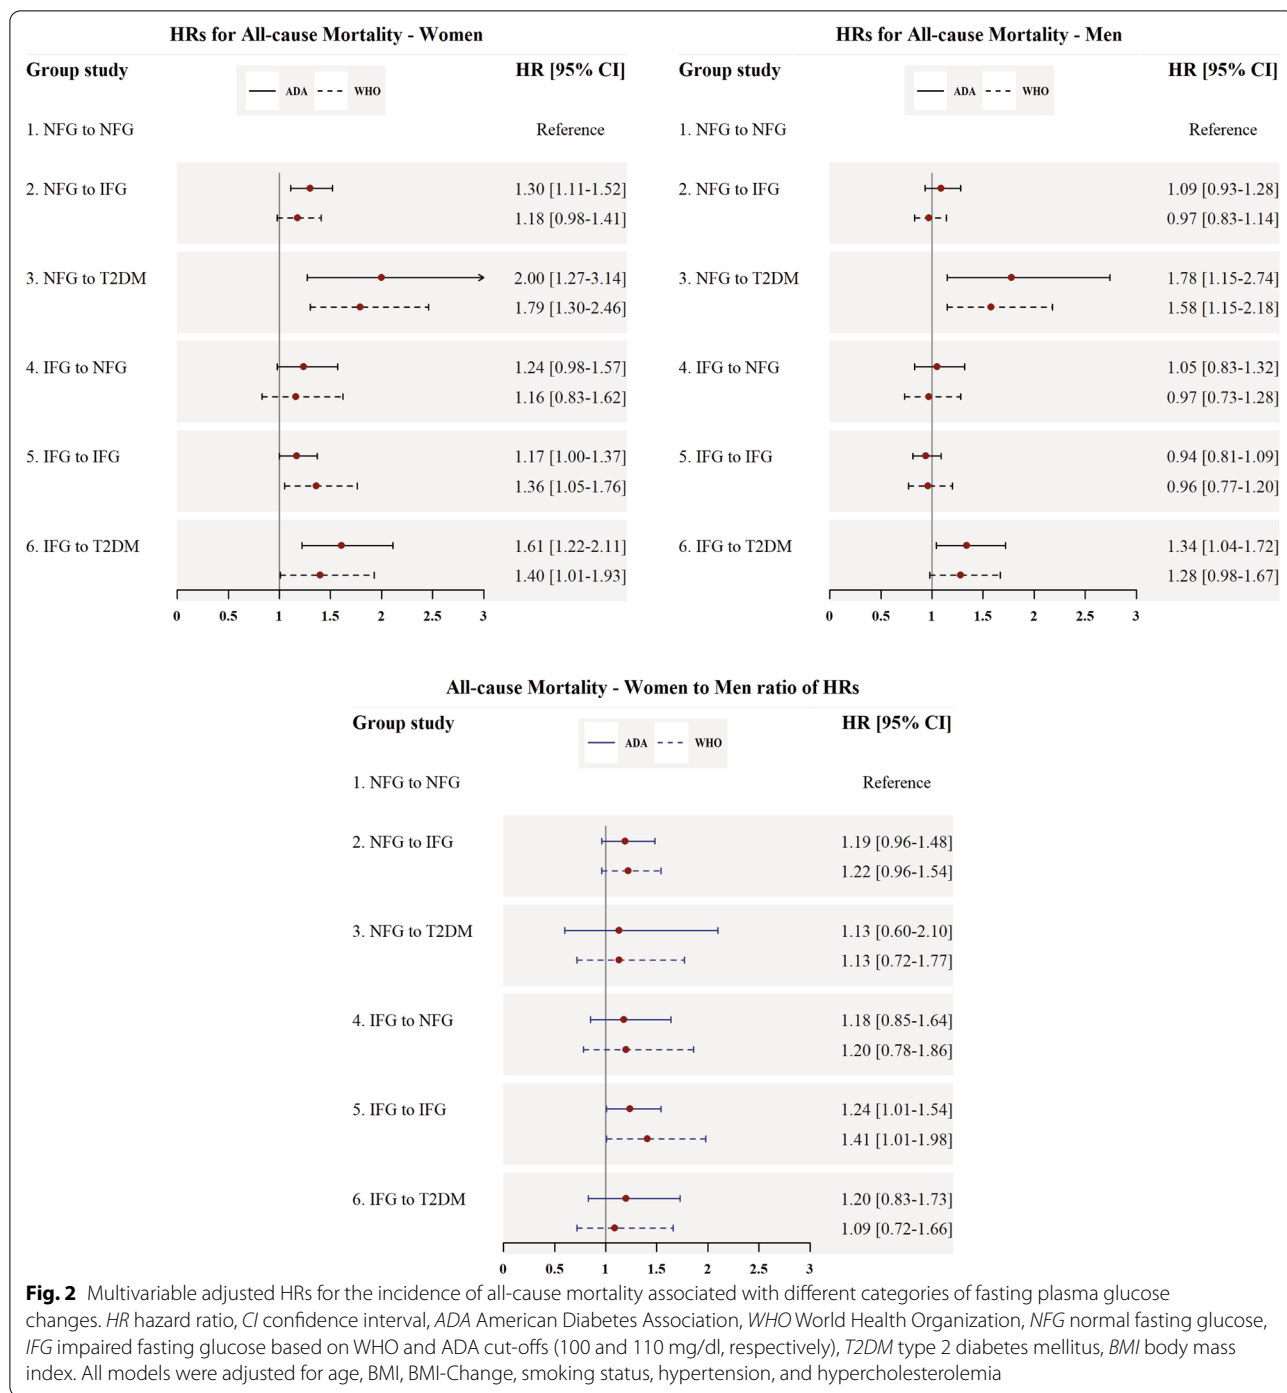 HRs for All-cause Mortality - Women
Group study
ADA
WHO
HR [95% CI]
1. NFG to NFG
Reference
2. NFG to IFG
1.30 [1.11-1.52]
1.18 [0.98-1.41]
3. NFG to T2DM
2.00 [1.27-3.14]
1.79 [1.30-2.46]
4. IFG to NFG
1.24 [0.98-1.57]
1.16 [0.83-1.62]
5. IFG to IFG
1.17 [1.00-1.37]
1.36 [1.05-1.76]
6. IFG to T2DM
1.61 [1.22-2.11]
1.40 [1.01-1.93]
0 0.5 1 1.5 2 2.5 3
HRs for All-cause Mortality - Men
Group study
ADA
WHO
HR [95% CI]
1. NFG to NFG
Reference
2. NFG to IFG
1.09 [0.93-1.28]
0.97 [0.83-1.14]
3. NFG to T2DM
1.78 [1.15-2.74]
1.58 [1.15-2.18]
4. IFG to NFG
1.05 [0.83-1.32]
0.97 [0.73-1.28]
5. IFG to IFG
0.94 [0.81-1.09]
0.96 [0.77-1.20]
6. IFG to T2DM
1.34 [1.04-1.72]
1.28 [0.98-1.67]
0 0.5 1 1.5 2 2.5 3
All-cause Mortality - Women to Men ratio of HRs
Group study
ADA
WHO
HR [95% CI]
1. NFG to NFG
Reference
2. NFG to IFG
1.19 [0.96-1.48]
1.22 [0.96-1.54]
3. NFG to T2DM
1.13 [0.60-2.10]
1.13 [0.72-1.77]
4. IFG to NFG
1.18 [0.85-1.64]
1.20 [0.78-1.86]
5. IFG to IFG
1.24 [1.01-1.54]
1.41 [1.01-1.98]
6. IFG to T2DM
1.20 [0.83-1.73]
1.09 [0.72-1.66]
0 0.5 1 1.5 2 2.5 3
Fig. 2 Multivariable adjusted HRs for the incidence of all-cause mortality associated with different categories of fasting plasma glucose
changes. HR hazard ratio, CI confidence interval, ADA American Diabetes Association, WHO World Health Organization, NFG normal fasting glucose,
IFG impaired fasting glucose based on WHO and ADA cut-offs (100 and 110 mg/dl, respectively), T2DM type 2 diabetes mellitus, BMI body mass
index. All models were adjusted for age, BMI, BMI-Change, smoking status, hypertension, and hypercholesterolemia